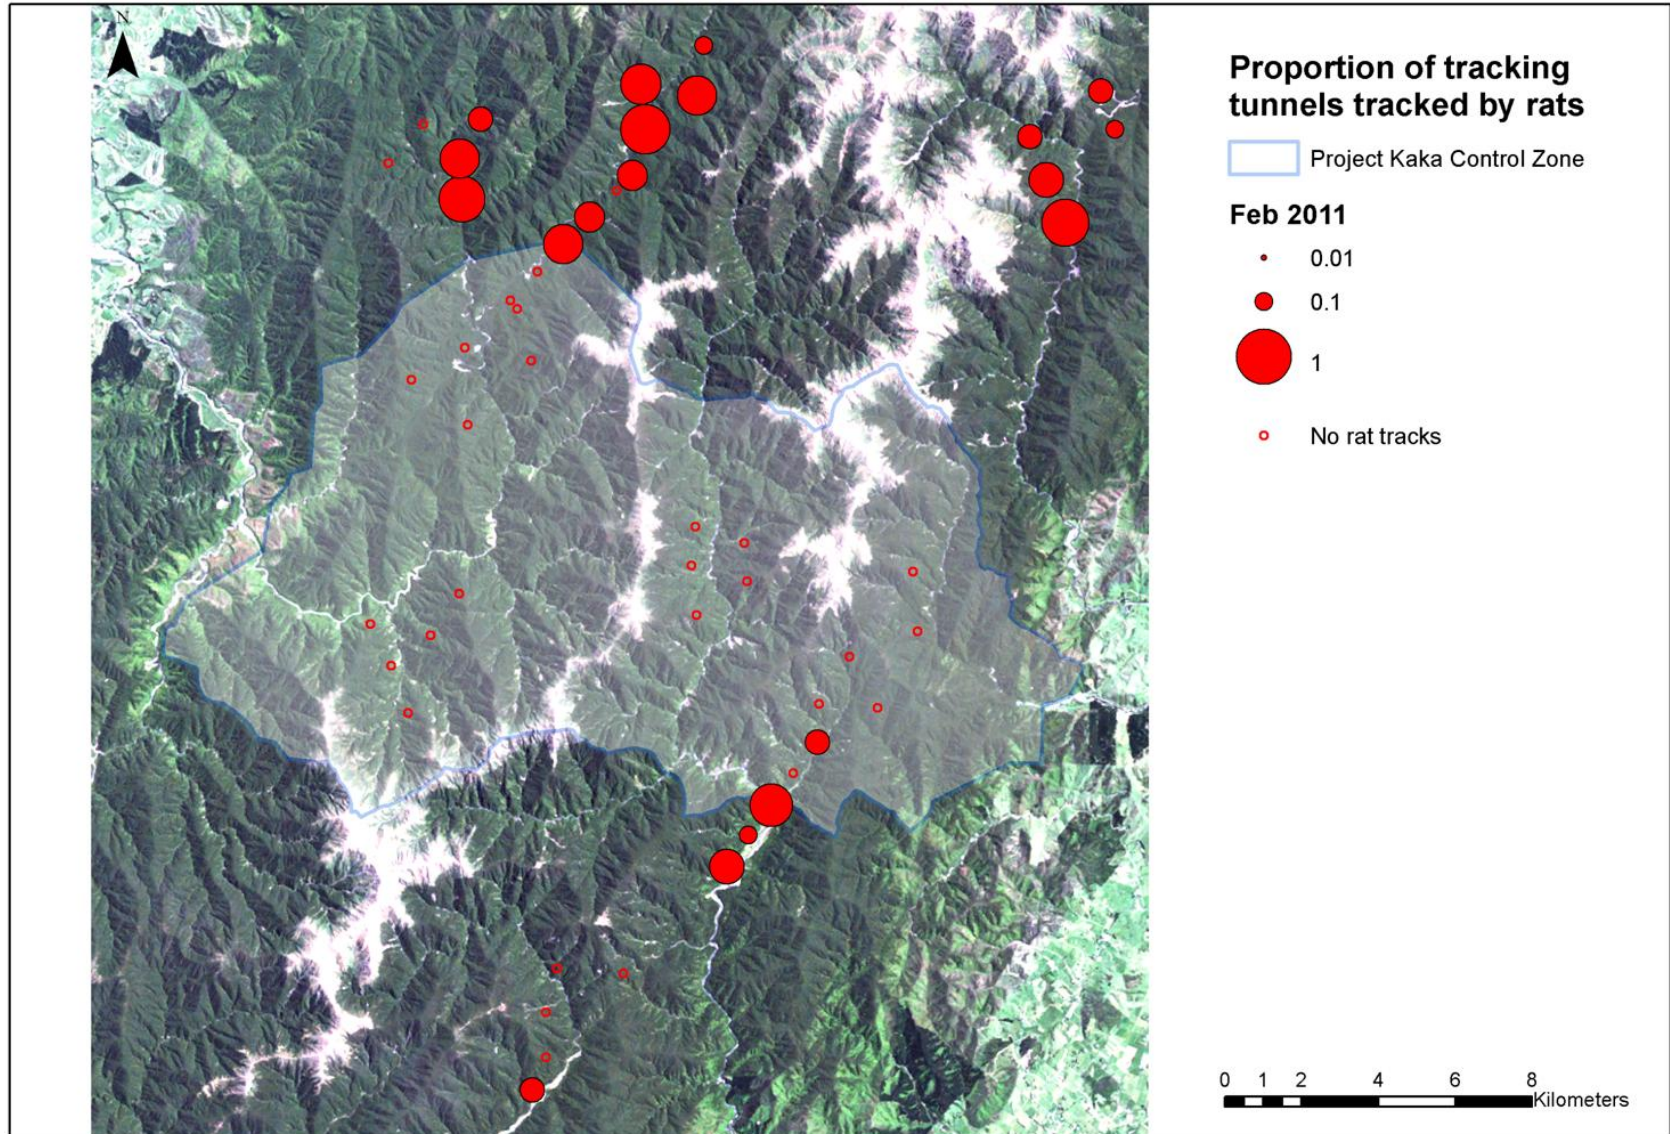 N
Proportion of tracking
tunnels tracked by rats
Project Kaka Control Zone
Feb 2011
0.01
0.1
1
No rat tracks
0 1 2 4 6 8
Kilometers